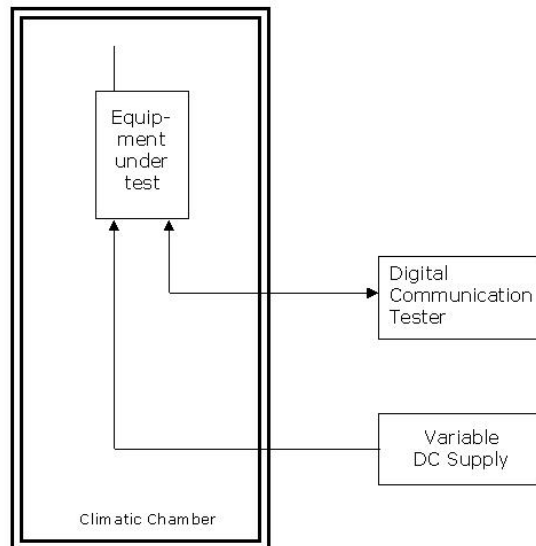 Equip-
ment
under
test
Digital
Communication
Tester
Variable
DC Supply
Climatic Chamber